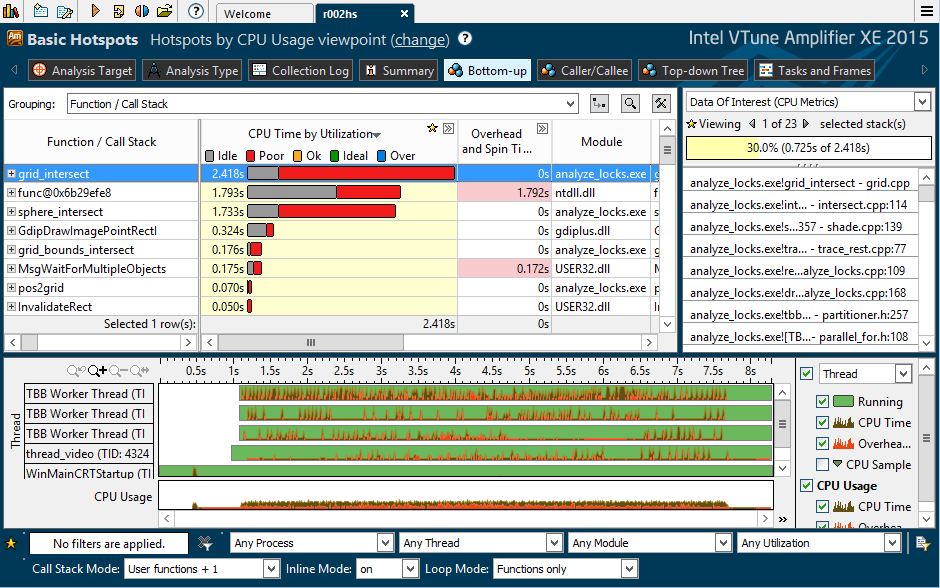 Welcome
r002hs
Basic Hotspots Hotspots by CPU Usage viewpoint (change)
Intel VTune Amplifier XE 2015
Analysis Target
Analysis Type
Collection Log
Summary
Bottom-up
Caller/Callee
Top-down Tree
Tasks and Frames
Grouping: Function / Call Stack
Function / Call Stack
CPU Time by Utilization
Idle Poor Ok Ideal Over
Overhead
and Spin Ti ...
Module
grid_intersect 2.418s 0s analyze_locks.exe
func@0x6b29efe8 1.793s 1.792s ntdll.dll f
sphere_intersect 1.733s 0s analyze_locks.exe s
GdipDrawImagePointRectI 0.324s 0s gdiplus.dll G
grid_bounds_intersect 0.176s 0s analyze_locks.exe g
MsgWaitForMultipleObjects 0.175s 0.172s USER32.dll M
pos2grid 0.070s 0s analyze_locks.exe p
InvalidateRect 0.050s 0s USER32.dll In
Selected 1 row(s): 2.418s 0s
Data Of Interest (CPU Metrics)
Viewing 1 of 23 selected stack(s)
30.0% (0.725s of 2.418s)
analyze_locks.exe!grid_intersect - grid.cpp
analyze_locks.exe!int... - intersect.cpp:114
analyze_locks.exe!s...357 - shade.cpp:139
analyze_locks.exe!tra... - trace_rest.cpp:77
analyze_locks.exe!re...alyze_locks.cpp:109
analyze_locks.exe!dr...alyze_locks.cpp:168
analyze_locks.exe!tbb... - partitioner.h:257
analyze_locks.exe![TB...- parallel_for.h:108
0.5s 1s 1.5s 2s 2.5s 3s 3.5s 4s 4.5s 5s 5.5s 6s 6.5s 7s 7.5s 8s
Thread
TBB Worker Thread (TI
TBB Worker Thread (TI
TBB Worker Thread (TI
thread_video (TID: 4324
WinMainCRTStartup (TI
CPU Usage
Thread
Running
CPU Time
Overhea...
CPU Sample
CPU Usage
CPU Time
Overhea...
No filters are applied.
Any Process
Any Thread
Any Module
Any Utilization
Call Stack Mode: User functions + 1
Inline Mode: on
Loop Mode: Functions only